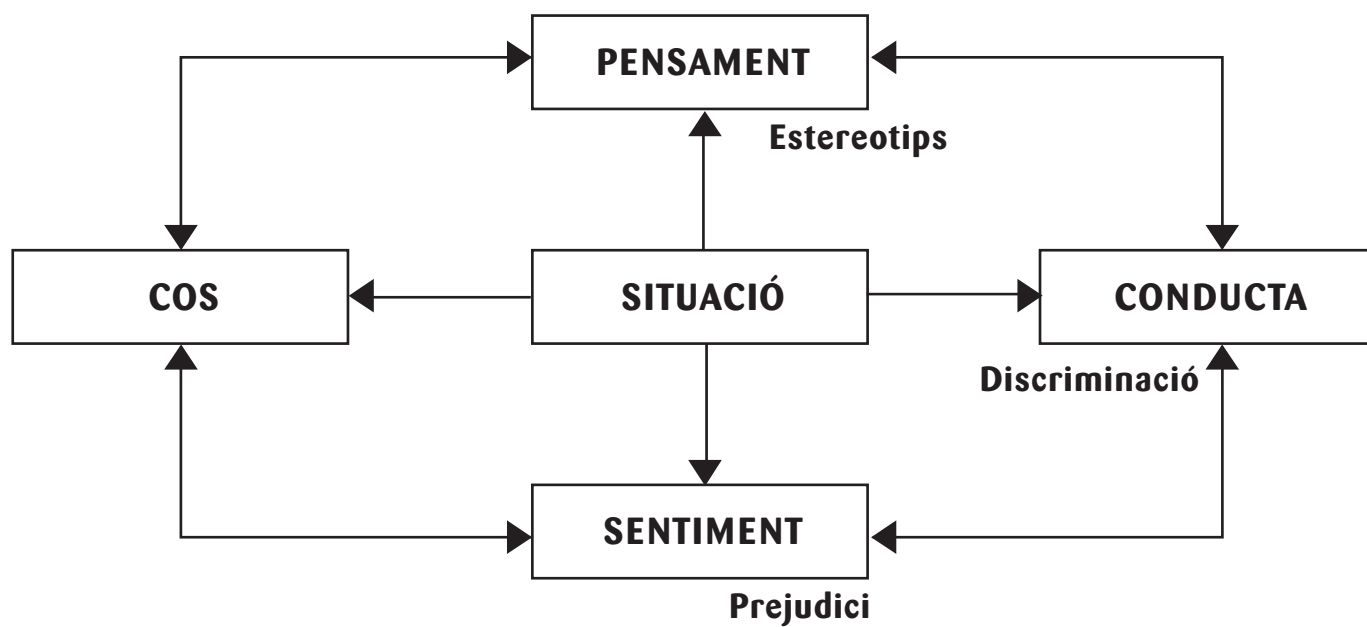 PENSAMENT
Estereotips
COS
SITUACIÓ
CONDUCTA
Discriminació
SENTIMENT
Prejudici